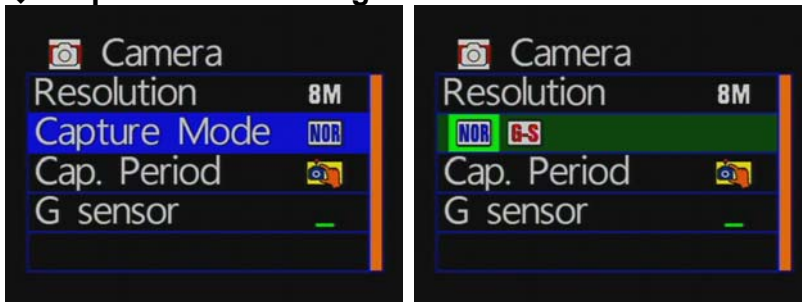 Camera
Resolution 8M
Capture Mode NOR
Cap. Period
G sensor
Camera
Resolution 8M
NOR G-S
Cap. Period
G sensor